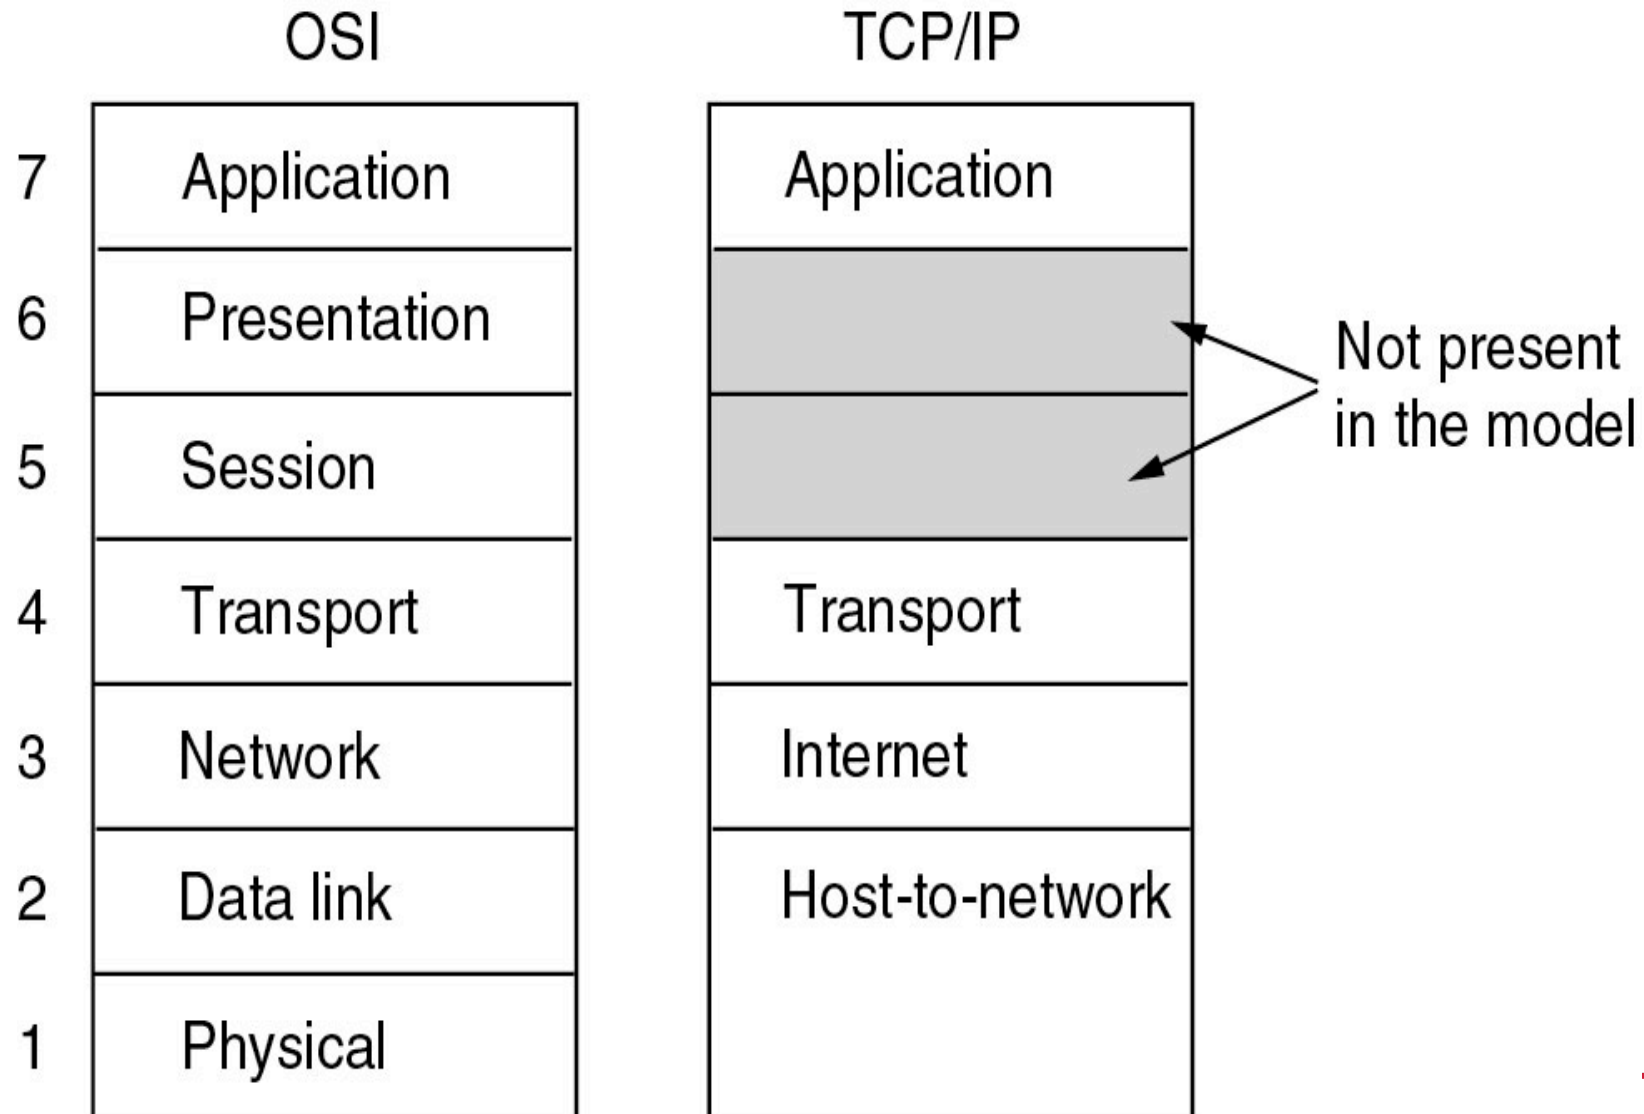 OSI
TCP/IP
7 Application Application
6 Presentation
5 Session
Not present
in the model
4 Transport Transport
3 Network Internet
2 Data link Host-to-network
1 Physical